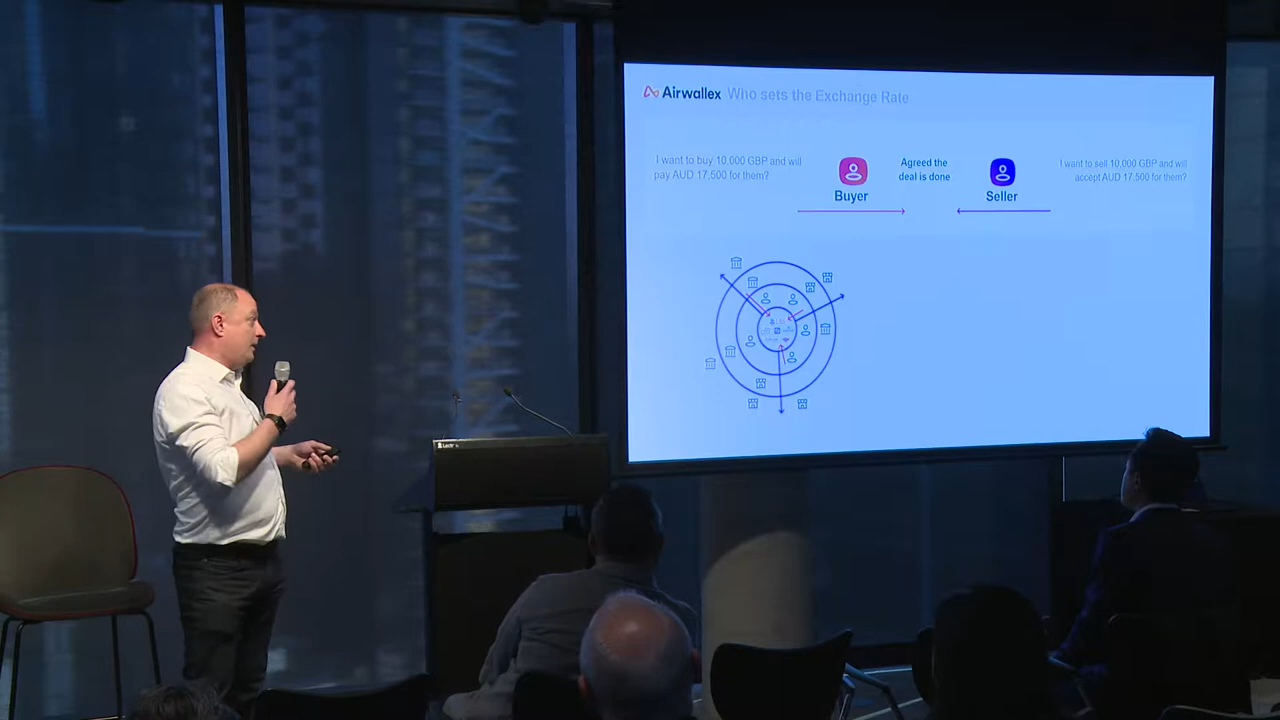 Airwallex Who sets the Exchange Rate
I want to buy 10,000 GBP and will
pay AUD 17,500 for them?
Buyer
Agreed the
deal is done
Seller
I want to sell 10,000 GBP and will
accept AUD 17,500 for them?